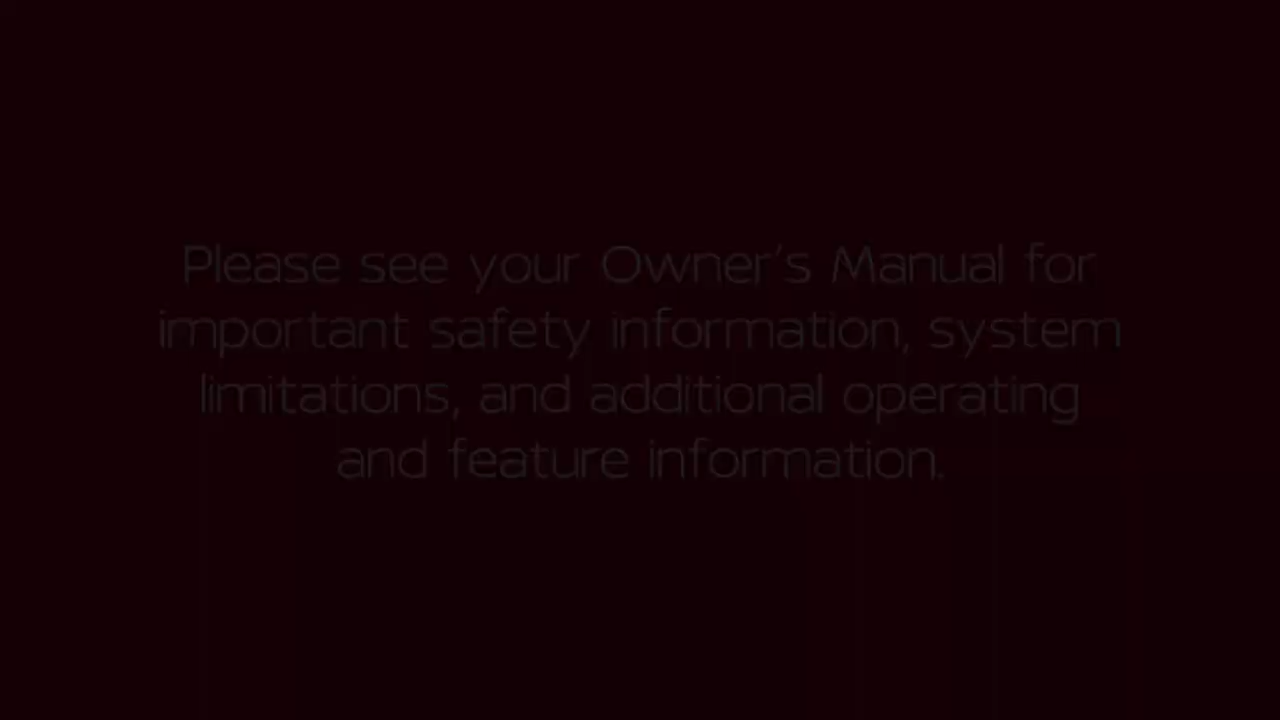 Please see your Owner's Manual for
important safety information, system
limitations, and additional operating
and feature information.